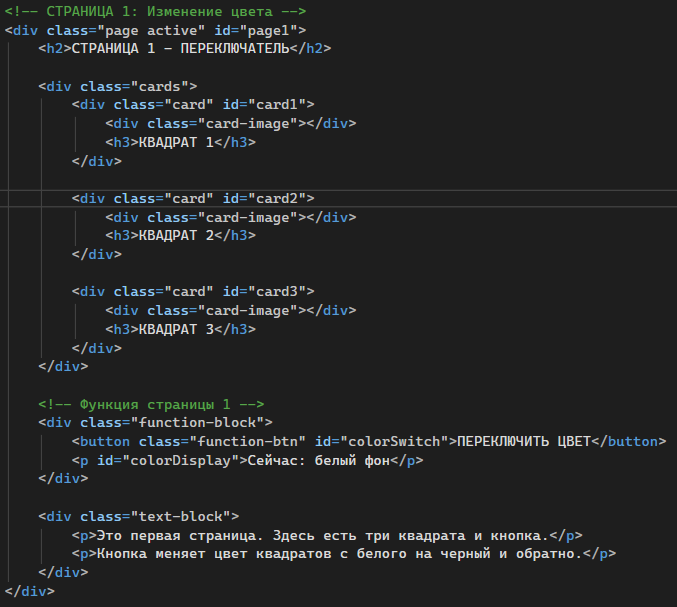 <!-- СТРАНИЦА 1: Изменение цвета -->
<div class="page active" id="page1">
<h2>СТРАНИЦА 1 – ПЕРЕКЛЮЧАТЕЛЬ</h2>
<div class="cards">
<div class="card" id="card1">
<div class="card-image"></div>
<h3>КВАДРАТ 1</h3>
</div>
<div class="card" id="card2">
<div class="card-image"></div>
<h3>КВАДРАТ 2</h3>
</div>
<div class="card" id="card3">
<div class="card-image"></div>
<h3>КВАДРАТ 3</h3>
</div>
</div>
<!-- Функция страницы 1 -->
<div class="function-block">
<button class="function-btn" id="colorSwitch">ПЕРЕКЛЮЧИТЬ ЦВЕТ</button>
<p id="colorDisplay">Сейчас: белый фон</p>
</div>
<div class="text-block">
<p>Это первая страница. Здесь есть три квадрата и кнопка.</p>
<p>Кнопка меняет цвет квадратов с белого на черный и обратно.</p>
</div>
</div>